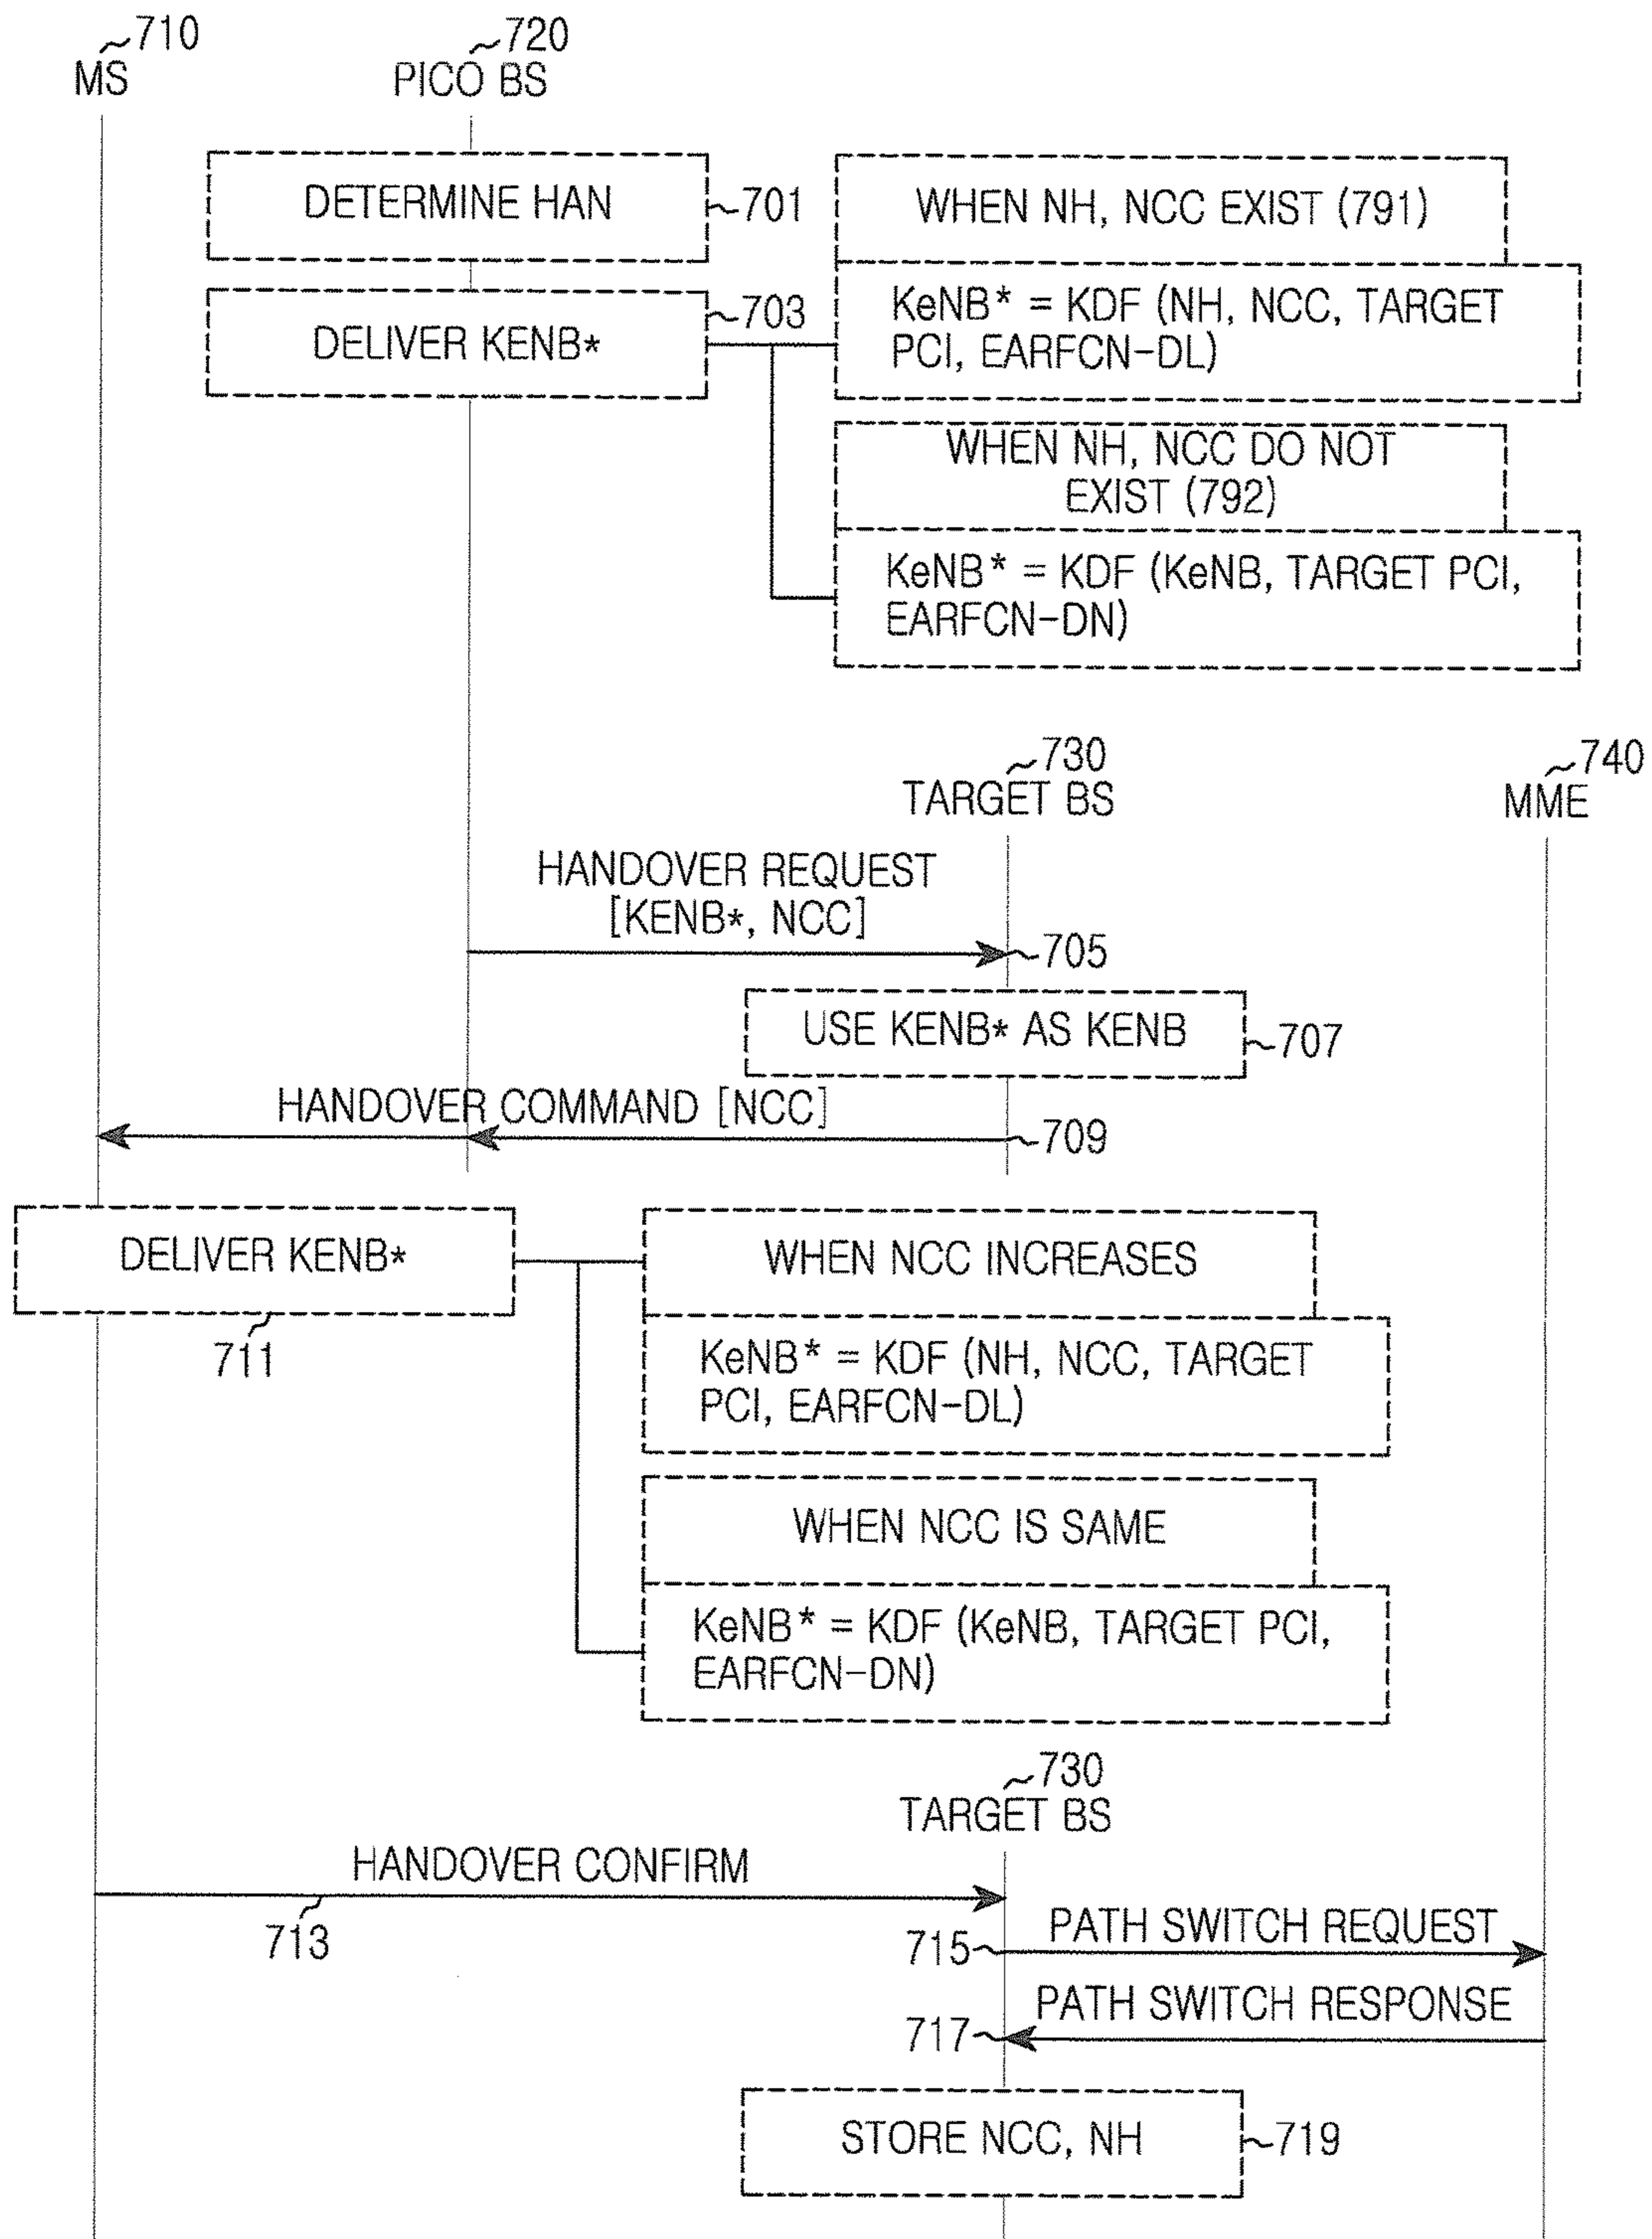 710
MS
720
PICO BS
DETERMINE HAN
701
WHEN NH, NCC EXIST (791)
DELIVER KENB*
703
KeNB* = KDF (NH, NCC, TARGET
PCI, EARFCN-DL)
WHEN NH, NCC DO NOT
EXIST (792)
KeNB* = KDF (KeNB, TARGET PCI,
EARFCN-DN)
730
TARGET BS
740
MME
HANDOVER REQUEST
[KENB*, NCC]
705
USE KENB* AS KENB
707
HANDOVER COMMAND [NCC]
709
DELIVER KENB*
711
WHEN NCC INCREASES
KeNB* = KDF (NH, NCC, TARGET
PCI, EARFCN-DL)
WHEN NCC IS SAME
KeNB* = KDF (KeNB, TARGET PCI,
EARFCN-DN)
730
TARGET BS
HANDOVER CONFIRM
713
715
PATH SWITCH REQUEST
PATH SWITCH RESPONSE
717
STORE NCC, NH
719